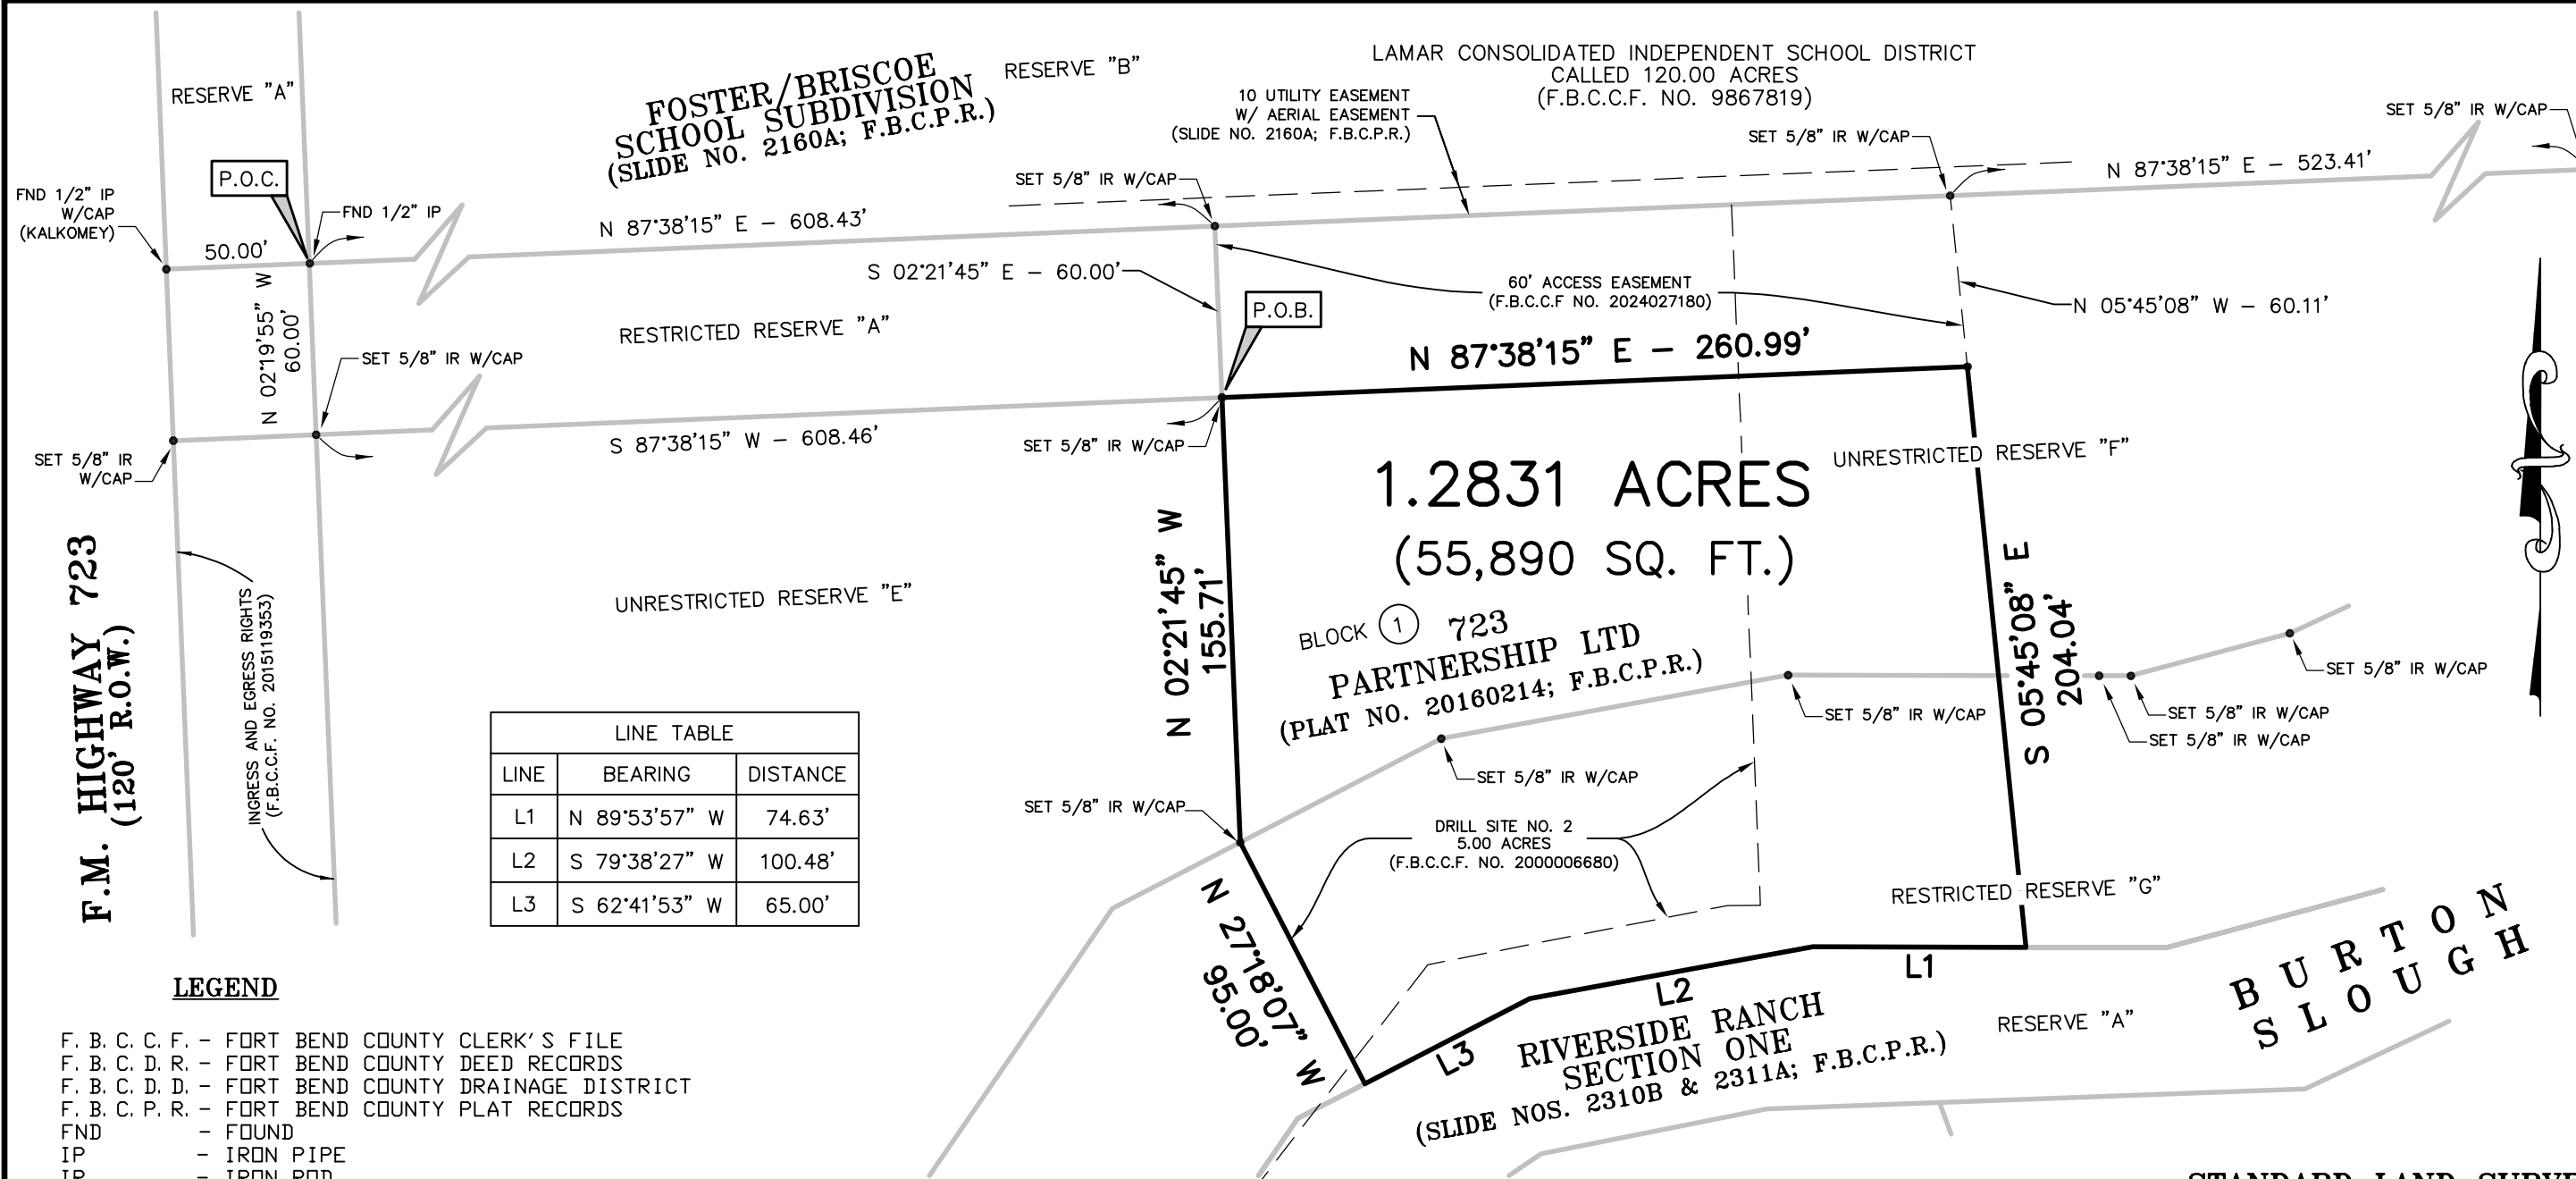 LAMAR CONSOLIDATED INDEPENDENT SCHOOL DISTRICT
CALLED 120.00 ACRES
(F.B.C.C.F. NO. 9867819)
RESERVE "A"
FOSTER/BRISCOE
SCHOOL SUBDIVISION
(SLIDE NO. 2160A; F.B.C.P.R.)
RESERVE "B"
10 UTILITY EASEMENT
W/ AERIAL EASEMENT
(SLIDE NO. 2160A; F.B.C.P.R.)
SET 5/8" IR W/CAP
SET 5/8" IR W/CAP
P.O.C.
FND 1/2" IP
W/CAP
(KALKOMEY)
FND 1/2" IP
SET 5/8" IR W/CAP
N 87°38'15" E - 523.41'
50.00'
N 87°38'15" E - 608.43'
S 02°21'45" E - 60.00'
60' ACCESS EASEMENT
(F.B.C.C.F NO. 2024027180)
N 05°45'08" W - 60.11'
P.O.B.
N 02°19'55" W
60.00'
RESTRICTED RESERVE "A"
SET 5/8" IR W/CAP
N 87°38'15" E - 260.99'
S 87°38'15" W - 608.46'
SET 5/8" IR W/CAP
SET 5/8" IR
W/CAP
1.2831 ACRES
(55,890 SQ. FT.)
UNRESTRICTED RESERVE "F"
F.M. HIGHWAY 723
(120' R.O.W.)
INGRESS AND EGRESS RIGHTS
(F.B.C.C.F. NO. 2015119353)
UNRESTRICTED RESERVE "E"
N 02°21'45" W
155.71'
BLOCK 1 723
PARTNERSHIP LTD
(PLAT NO. 20160214; F.B.C.P.R.)
S 05°45'08" E
204.04'
SET 5/8" IR W/CAP
SET 5/8" IR W/CAP
SET 5/8" IR W/CAP
SET 5/8" IR W/CAP
SET 5/8" IR W/CAP
SET 5/8" IR W/CAP
LINE TABLE
LINE BEARING DISTANCE
L1 N 89°53'57" W 74.63'
L2 S 79°38'27" W 100.48'
L3 S 62°41'53" W 65.00'
DRILL SITE NO. 2
5.00 ACRES
(F.B.C.C.F. NO. 2000006680)
RESTRICTED RESERVE "G"
N 27°18'07" W
95.00'
L1
L2
L3
RIVERSIDE RANCH
SECTION ONE
(SLIDE NOS. 2310B & 2311A; F.B.C.P.R.)
RESERVE "A"
BURTON
SLOUGH
LEGEND
F.B.C.C.F. - FORT BEND COUNTY CLERK'S FILE
F.B.C.D.R. - FORT BEND COUNTY DEED RECORDS
F.B.C.D.D. - FORT BEND COUNTY DRAINAGE DISTRICT
F.B.C.P.R. - FORT BEND COUNTY PLAT RECORDS
FND - FOUND
IP - IRON PIPE
IR - IRON ROD
STANDARD LAND